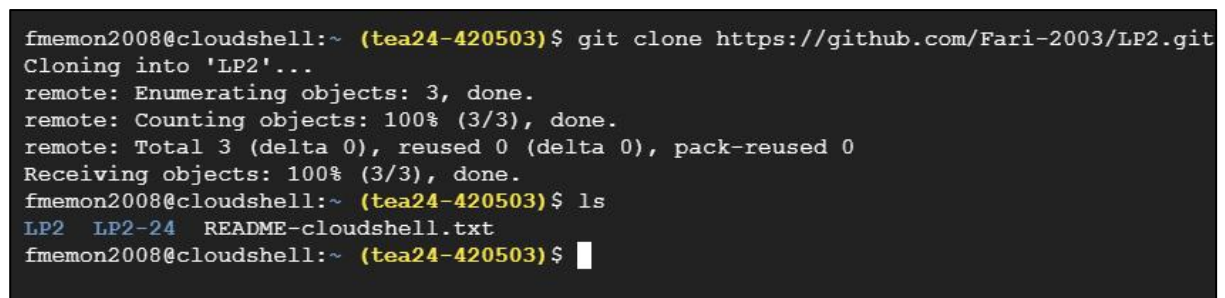 fmemon2008@cloudshell:~ (tea24-420503)$ git clone https://github.com/Fari-2003/LP2.git
Cloning into 'LP2'...
remote: Enumerating objects: 3, done.
remote: Counting objects: 100% (3/3), done.
remote: Total 3 (delta 0), reused 0 (delta 0), pack-reused 0
Receiving objects: 100% (3/3), done.
fmemon2008@cloudshell:~ (tea24-420503)$ ls
LP2  LP2-24  README-cloudshell.txt
fmemon2008@cloudshell:~ (tea24-420503)$